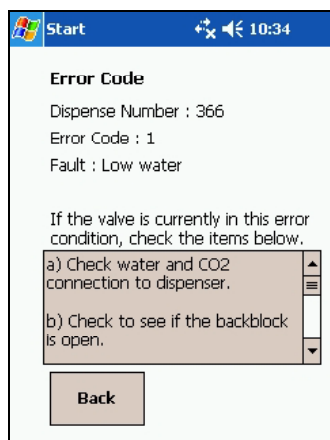 Start 10:34
Error Code
Dispense Number : 366
Error Code : 1
Fault : Low water
If the valve is currently in this error
condition, check the items below.
a) Check water and CO2
connection to dispenser.
b) Check to see if the backblock
is open.
Back